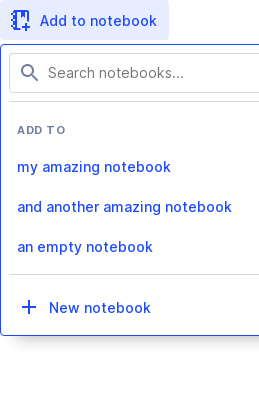 Add to notebook
Search notebooks...
ADD TO
my amazing notebook
and another amazing notebook
an empty notebook
New notebook